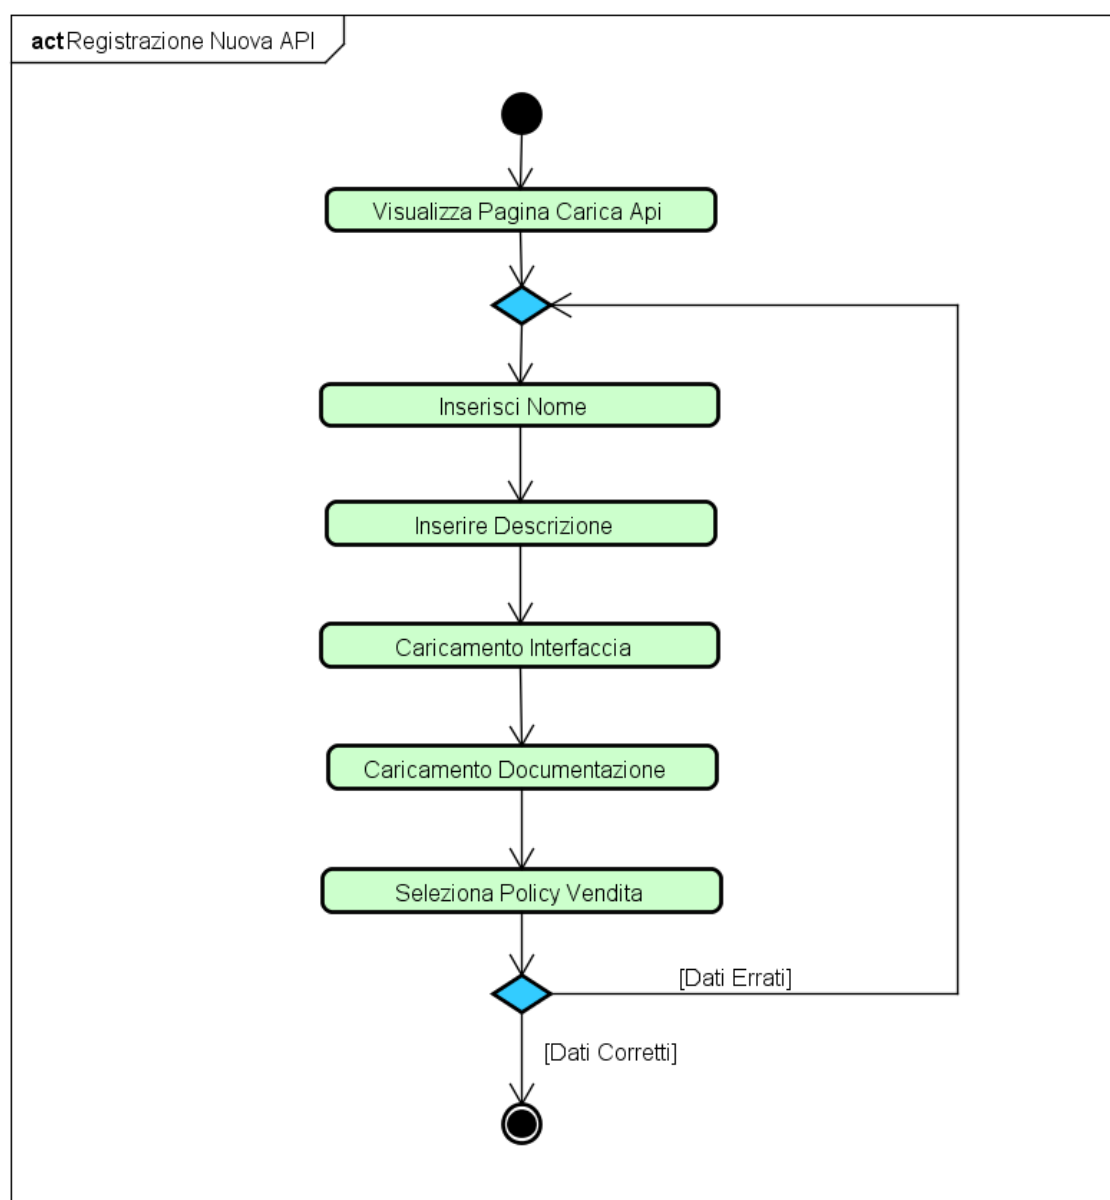 act Registrazione Nuova API
Visualizza Pagina Carica Api
Inserisci Nome
Inserire Descrizione
Caricamento Interfaccia
Caricamento Documentazione
Seleziona Policy Vendita
[Dati Errati]
[Dati Corretti]